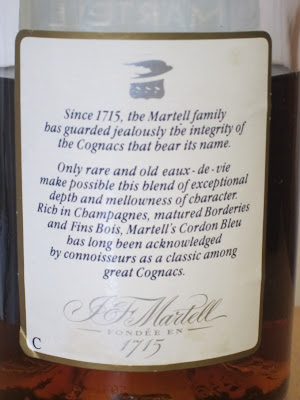 MARTELL
Since 1715, the Martell family
has guarded jealously the integrity of
the Cognacs that bear its name.
Only rare and old eaux-de-vie
make possible this blend of exceptional
depth and mellowness of character.
Rich in Champagnes, matured Borderies
and Fins Bois, Martell's Cordon Bleu
has long been acknowledged
by connoisseurs as a classic among
great Cognacs.
J & F Martell
FONDÉE EN
1715
C